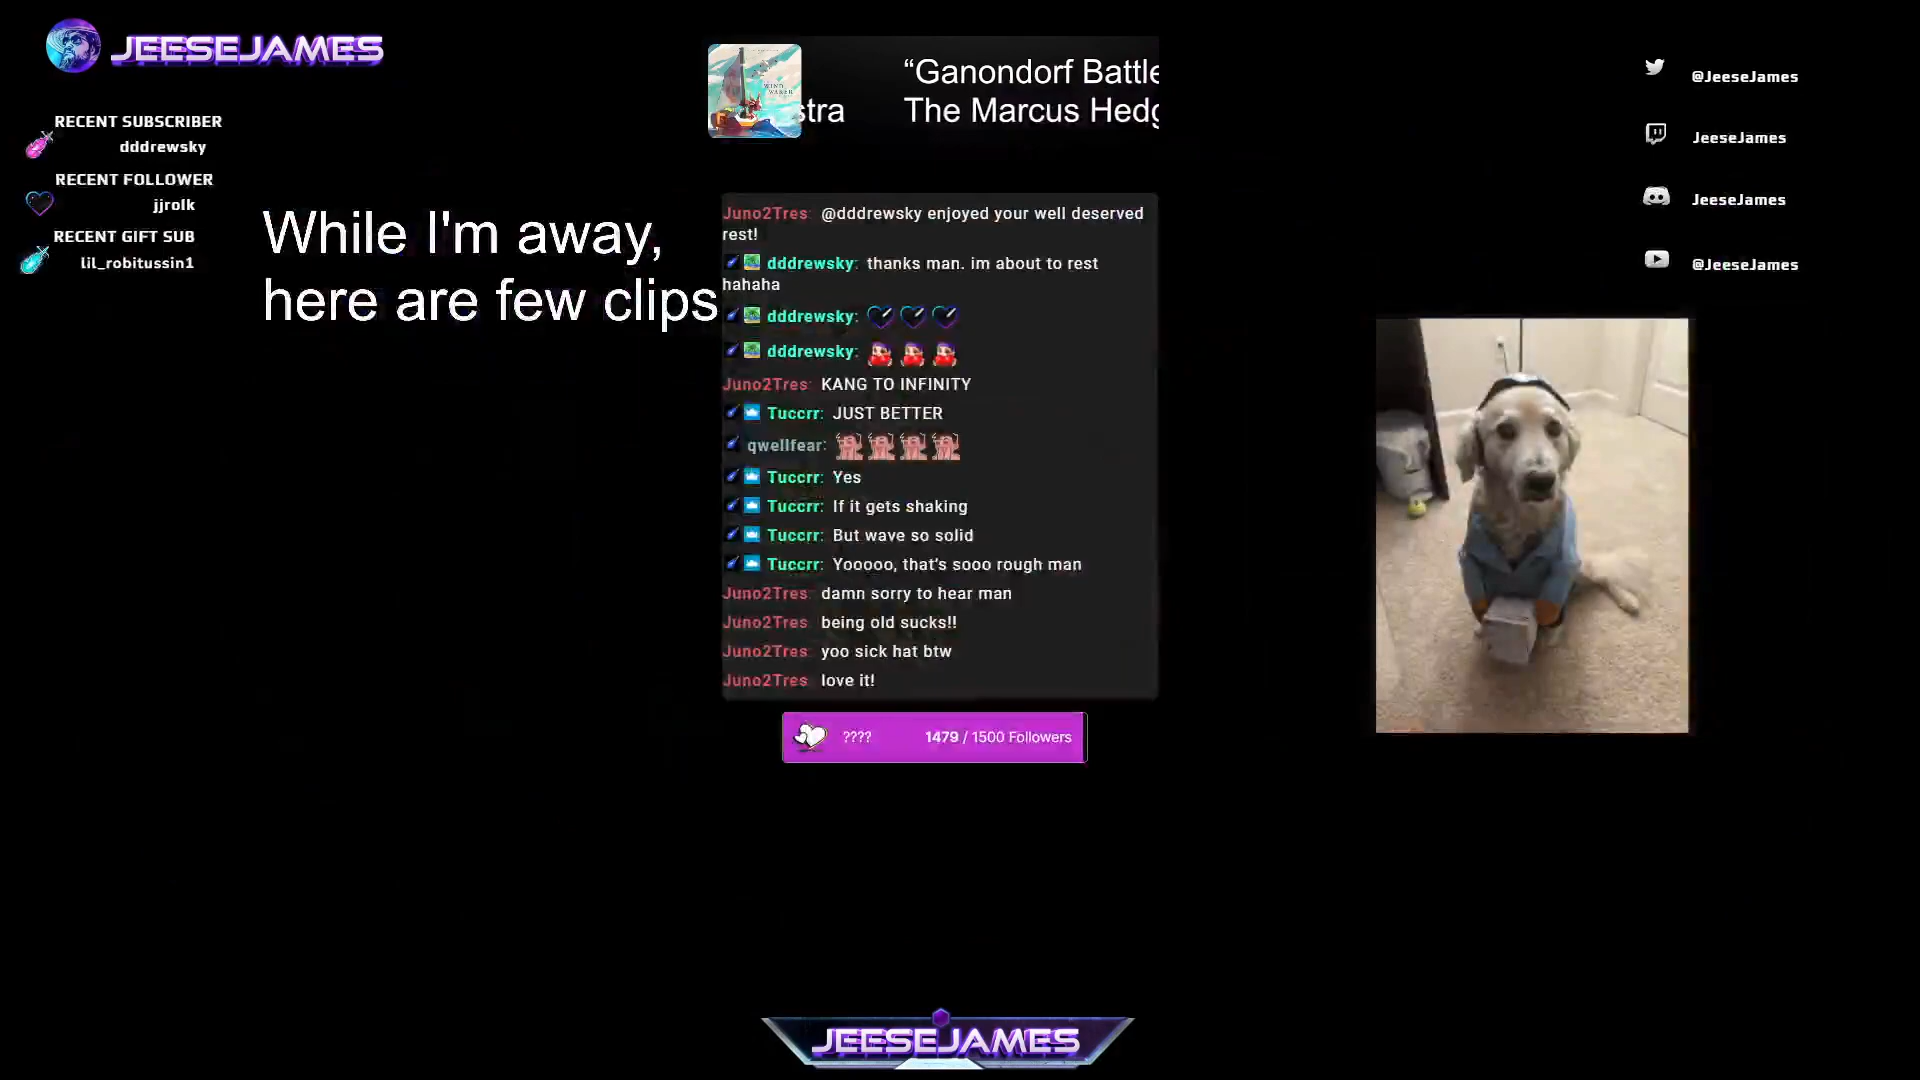 JEESEJAMES
RECENT SUBSCRIBER
dddrewsky
RECENT FOLLOWER
jjrolk
RECENT GIFT SUB
lil_robitussin1
While I'm away,
here are few clips
WIND
WAKER
“Ganondorf Battle
stra The Marcus Hedg
Juno2Tres: @dddrewsky enjoyed your well deserved
rest!
dddrewsky: thanks man. im about to rest
hahaha
dddrewsky:
dddrewsky:
Juno2Tres: KANG TO INFINITY
Tuccrr: JUST BETTER
qwellfear:
Tuccrr: Yes
Tuccrr: If it gets shaking
Tuccrr: But wave so solid
Tuccrr: Yooooo, that's sooo rough man
Juno2Tres: damn sorry to hear man
Juno2Tres: being old sucks!!
Juno2Tres: yoo sick hat btw
Juno2Tres: love it!
???? 1479 / 1500 Followers
@JeeseJames
JeeseJames
JeeseJames
@JeeseJames
JEESEJAMES